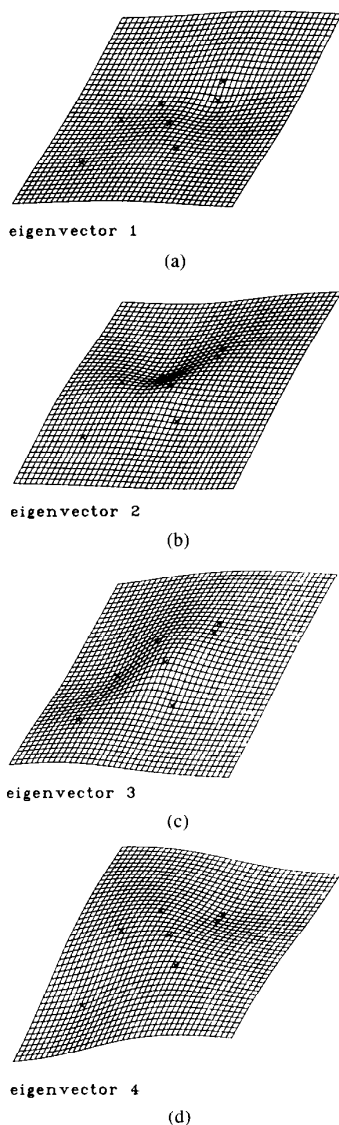 eigenvector 1
(a)
eigenvector 2
(b)
eigenvector 3
(c)
eigenvector 4
(d)